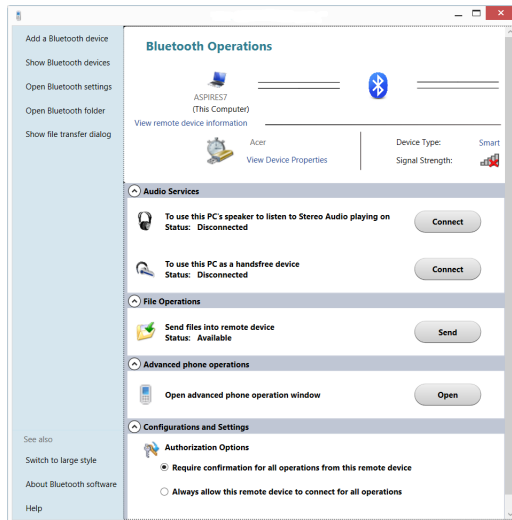 Add a Bluetooth device
Show Bluetooth devices
Open Bluetooth settings
Open Bluetooth folder
Show file transfer dialog
See also
Switch to large style
About Bluetooth software
Help
Bluetooth Operations
ASPIRES7
(This Computer)
View remote device information
Acer
View Device Properties
Device Type: Smart
Signal Strength:
Audio Services
To use this PC's speaker to listen to Stereo Audio playing on
Status: Disconnected
Connect
To use this PC as a handsfree device
Status: Disconnected
Connect
File Operations
Send files into remote device
Status: Available
Send
Advanced phone operations
Open advanced phone operation window
Open
Configurations and Settings
Authorization Options
Require confirmation for all operations from this remote device
Always allow this remote device to connect for all operations